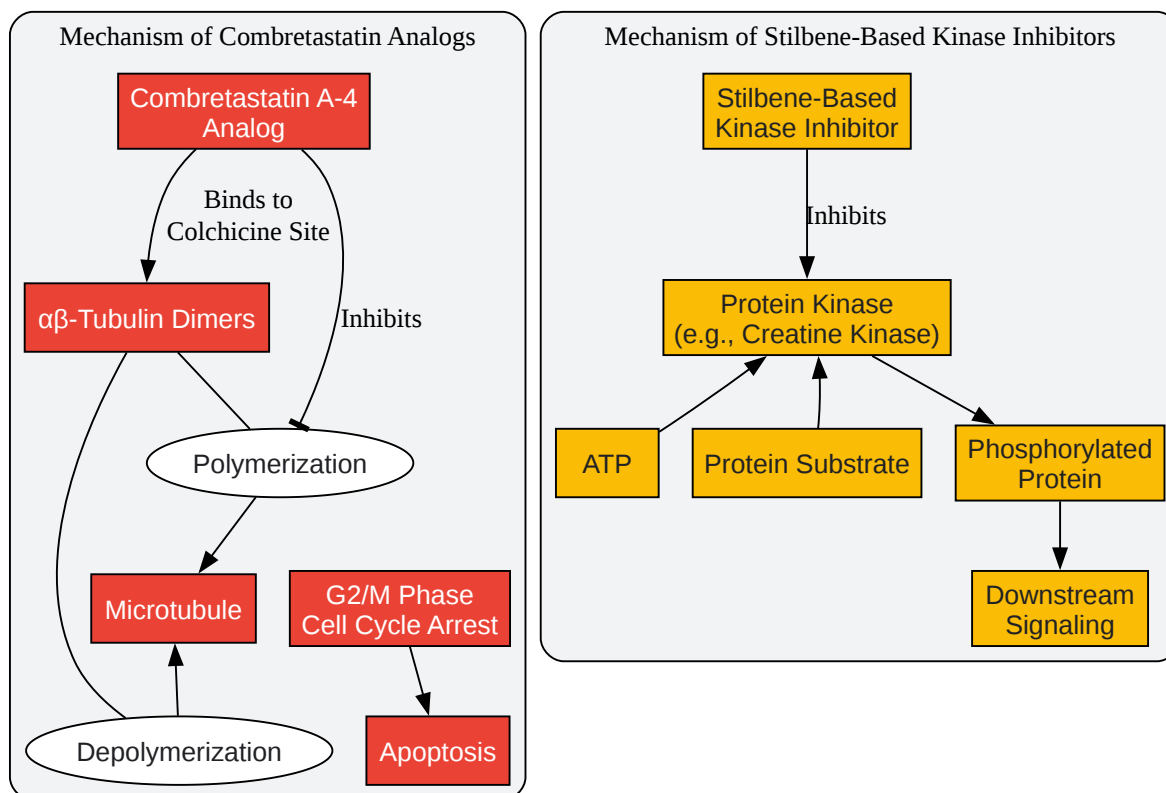 Mechanism of Combretastatin Analogs
Combretastatin A-4
Analog
Binds to
Colchicine Site
αβ-Tubulin Dimers
Inhibits
Polymerization
Microtubule
G2/M Phase
Cell Cycle Arrest
Depolymerization
Apoptosis
Mechanism of Stilbene-Based Kinase Inhibitors
Stilbene-Based
Kinase Inhibitor
Inhibits
Protein Kinase
(e.g., Creatine Kinase)
ATP
Protein Substrate
Phosphorylated
Protein
Downstream
Signaling